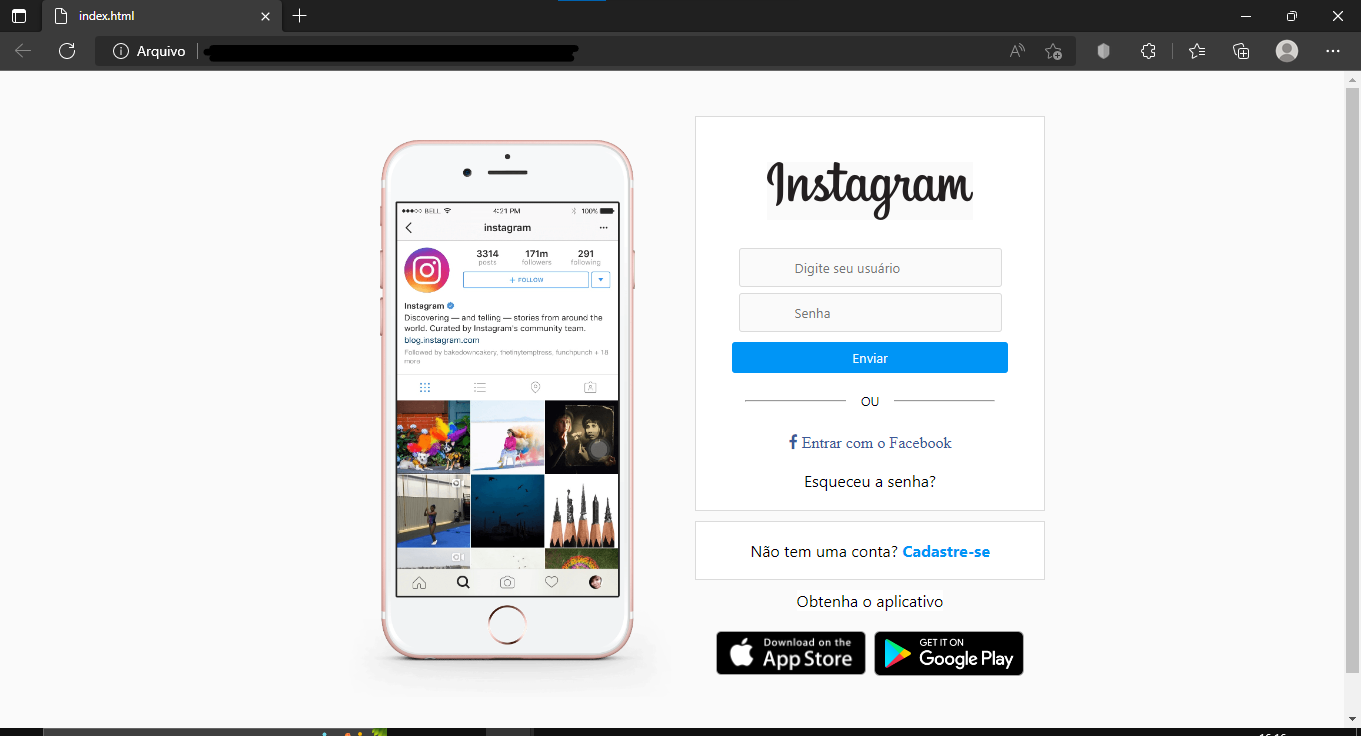 index.html
Arquivo
BELL 4:21 PM 100%
instagram
3314 171m 291
posts followers following
+ FOLLOW
Instagram
Discovering — and telling — stories from around the
world. Curated by Instagram's community team.
blog.instagram.com
Followed by bakedowncakery, thetinytemptress, funchpunch + 18
more
Instagram
Digite seu usuário
Senha
Enviar
OU
Entrar com o Facebook
Esqueceu a senha?
Não tem uma conta? Cadastre-se
Obtenha o aplicativo
Download on the
App Store
GET IT ON
Google Play